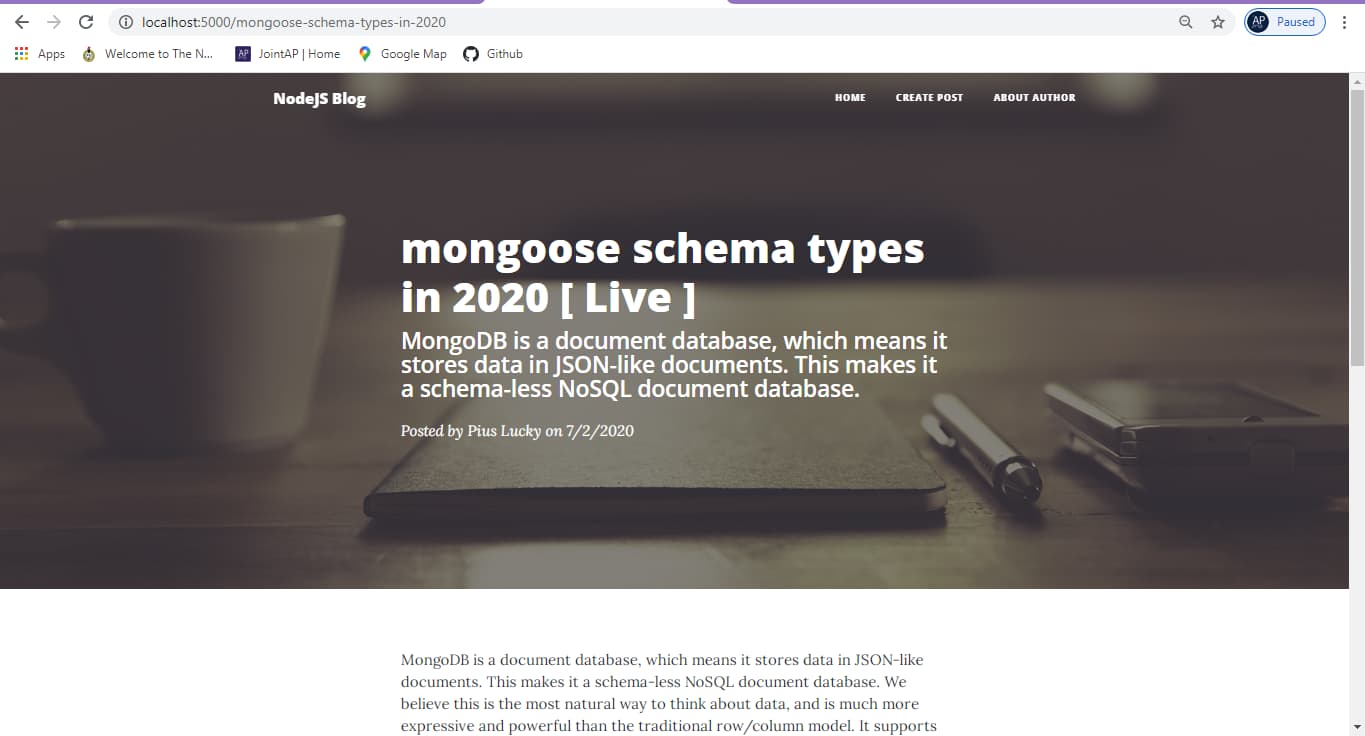 localhost:5000/mongoose-schema-types-in-2020
AP
Paused
Apps
Welcome to The N...
AP
JointAP | Home
Google Map
Github
NodeJS Blog
HOME
CREATE POST
ABOUT AUTHOR
mongoose schema types
in 2020 [ Live ]
MongoDB is a document database, which means it
stores data in JSON-like documents. This makes it
a schema-less NoSQL document database.
Posted by Pius Lucky on 7/2/2020
MongoDB is a document database, which means it stores data in JSON-like
documents. This makes it a schema-less NoSQL document database. We
believe this is the most natural way to think about data, and is much more
expressive and powerful than the traditional row/column model. It supports